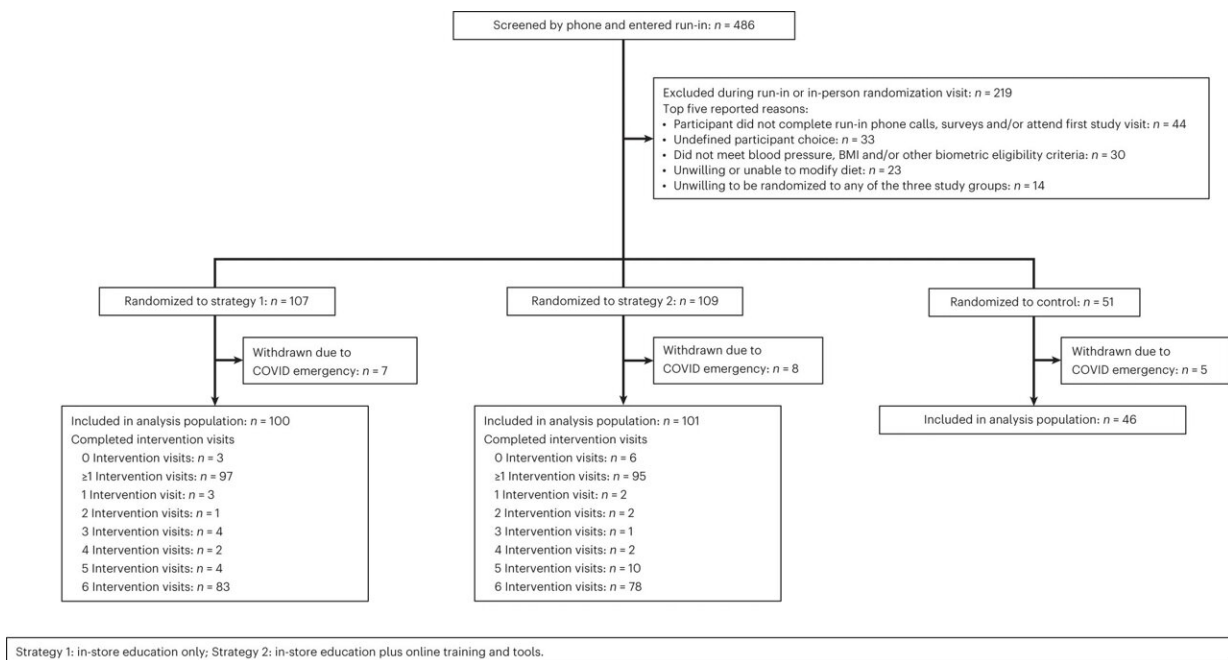 Screened by phone and entered run-in: n = 486
Excluded during run-in or in-person randomization visit: n = 219
Top five reported reasons:
• Participant did not complete run-in phone calls, surveys and/or attend first study visit: n = 44
• Undefined participant choice: n = 33
• Did not meet blood pressure, BMI and/or other biometric eligibility criteria: n = 30
• Unwilling or unable to modify diet: n = 23
• Unwilling to be randomized to any of the three study groups: n = 14
Randomized to strategy 1: n = 107
Randomized to strategy 2: n = 109
Randomized to control: n = 51
Withdrawn due to
COVID emergency: n = 7
Withdrawn due to
COVID emergency: n = 8
Withdrawn due to
COVID emergency: n = 5
Included in analysis population: n = 100
Completed intervention visits
0 Intervention visits: n = 3
≥1 Intervention visits: n = 97
1 Intervention visit: n = 3
2 Intervention visits: n = 1
3 Intervention visits: n = 4
4 Intervention visits: n = 2
5 Intervention visits: n = 4
6 Intervention visits: n = 83
Included in analysis population: n = 101
Completed intervention visits
0 Intervention visits: n = 6
≥1 Intervention visits: n = 95
1 Intervention visit: n = 2
2 Intervention visits: n = 2
3 Intervention visits: n = 1
4 Intervention visits: n = 2
5 Intervention visits: n = 10
6 Intervention visits: n = 78
Included in analysis population: n = 46
Strategy 1: in-store education only; Strategy 2: in-store education plus online training and tools.